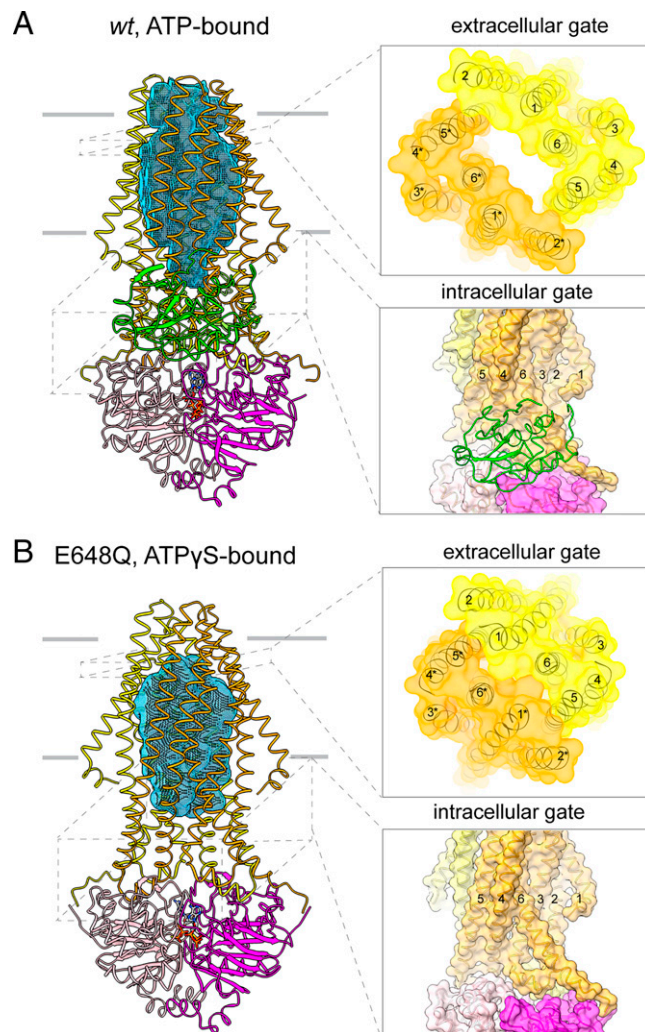 A
wt, ATP-bound
extracellular gate
2
1
3
5*
6
4*
4
6*
5
3*
1*
2*
intracellular gate
5 4 6 3 2 1
B
E648Q, ATPγS-bound
extracellular gate
2
1
3
5*
6
4*
4
6*
5
3*
1*
2*
intracellular gate
5 4 6 3 2 1